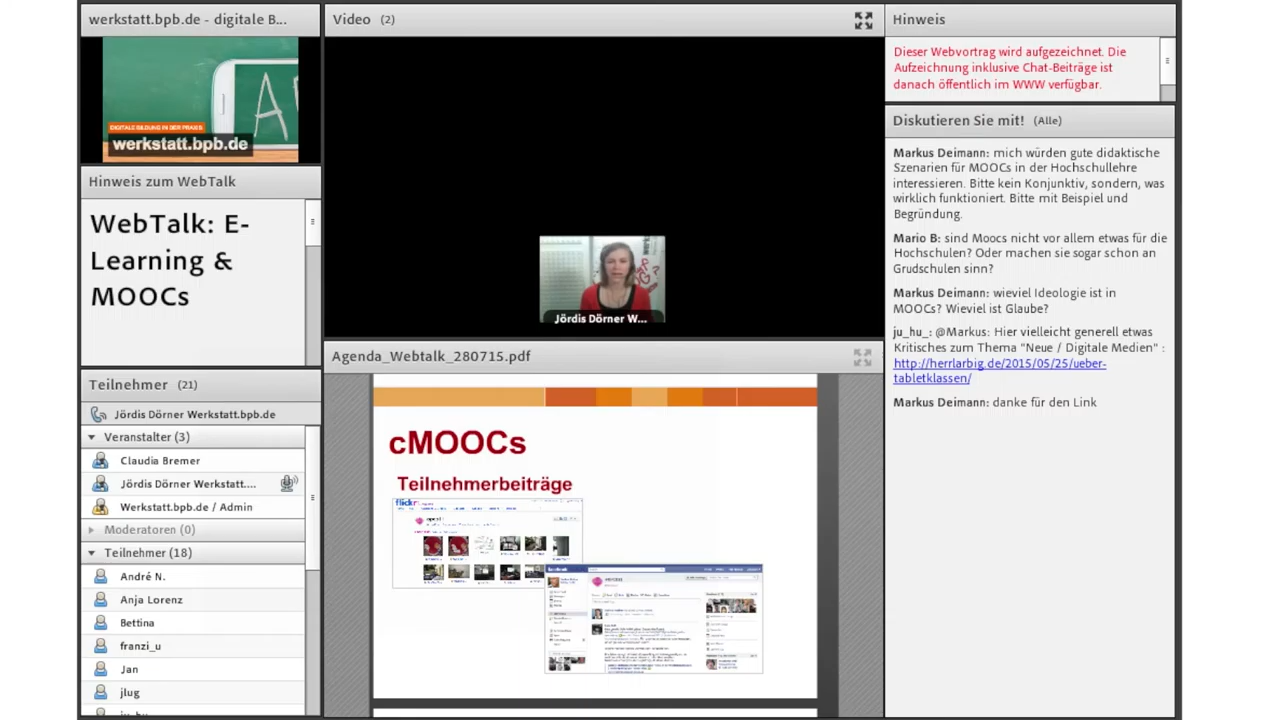 werkstatt.bpb.de - digitale B...
DIGITALE BILDUNG IN DER PRAXIS
werkstatt.bpb.de
Hinweis zum WebTalk
WebTalk: E-
Learning &
MOOCs
Teilnehmer (21)
Jördis Dörner Werkstatt.bpb.de
Veranstalter (3)
Claudia Bremer
Jördis Dörner Werkstatt....
Werkstatt.bpb.de / Admin
Moderatoren (0)
Teilnehmer (18)
André N.
Anja Lorenz
Bettina
franzi_u
Jan
jlug
Video (2)
Jördis Dörner W...
Agenda_Webtalk_280715.pdf
cMOOCs
Teilnehmerbeiträge
flickr
facebook
Hinweis
Dieser Webvortrag wird aufgezeichnet. Die
Aufzeichnung inklusive Chat-Beiträge ist
danach öffentlich im WWW verfügbar.
Diskutieren Sie mit! (Alle)
Markus Deimann: mich würden gute didaktische
Szenarien für MOOCs in der Hochschullehre
interessieren. Bitte kein Konjunktiv, sondern, was
wirklich funktioniert. Bitte mit Beispiel und
Begründung.
Mario B: sind Moocs nicht vor allem etwas für die
Hochschulen? Oder machen sie sogar schon an
Grudschulen sinn?
Markus Deimann: wieviel Ideologie ist in
MOOCs? Wieviel ist Glaube?
ju_hu_: @Markus: Hier vielleicht generell etwas
Kritisches zum Thema "Neue / Digitale Medien" :
http://herrlarbig.de/2015/05/25/ueber-
tabletklassen/
Markus Deimann: danke für den Link